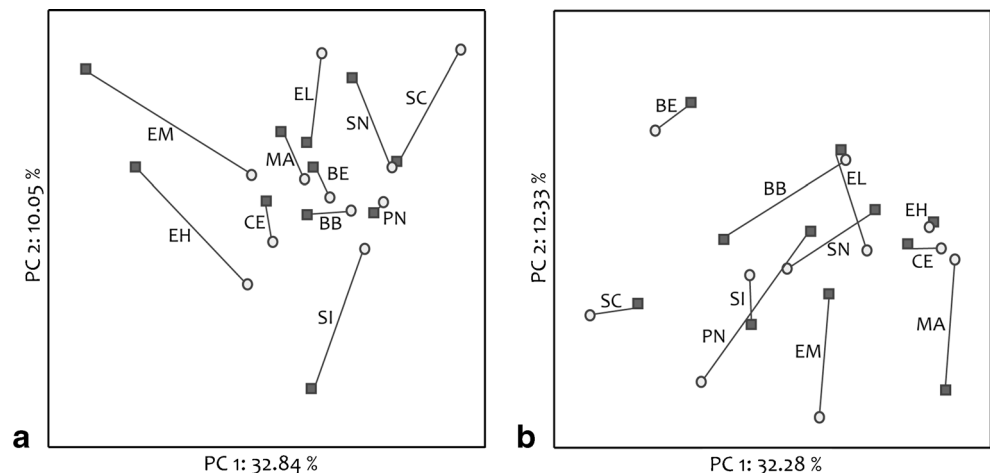 EM
EL
SN
SC
MA
BE
CE
BB
PN
EH
SI
PC 2: 10.05 %
PC 1: 32.84 %
a
BE
BB
EL
EH
SN
CE
SC
SI
PN
EM
MA
PC 2: 12.33 %
PC 1: 32.28 %
b